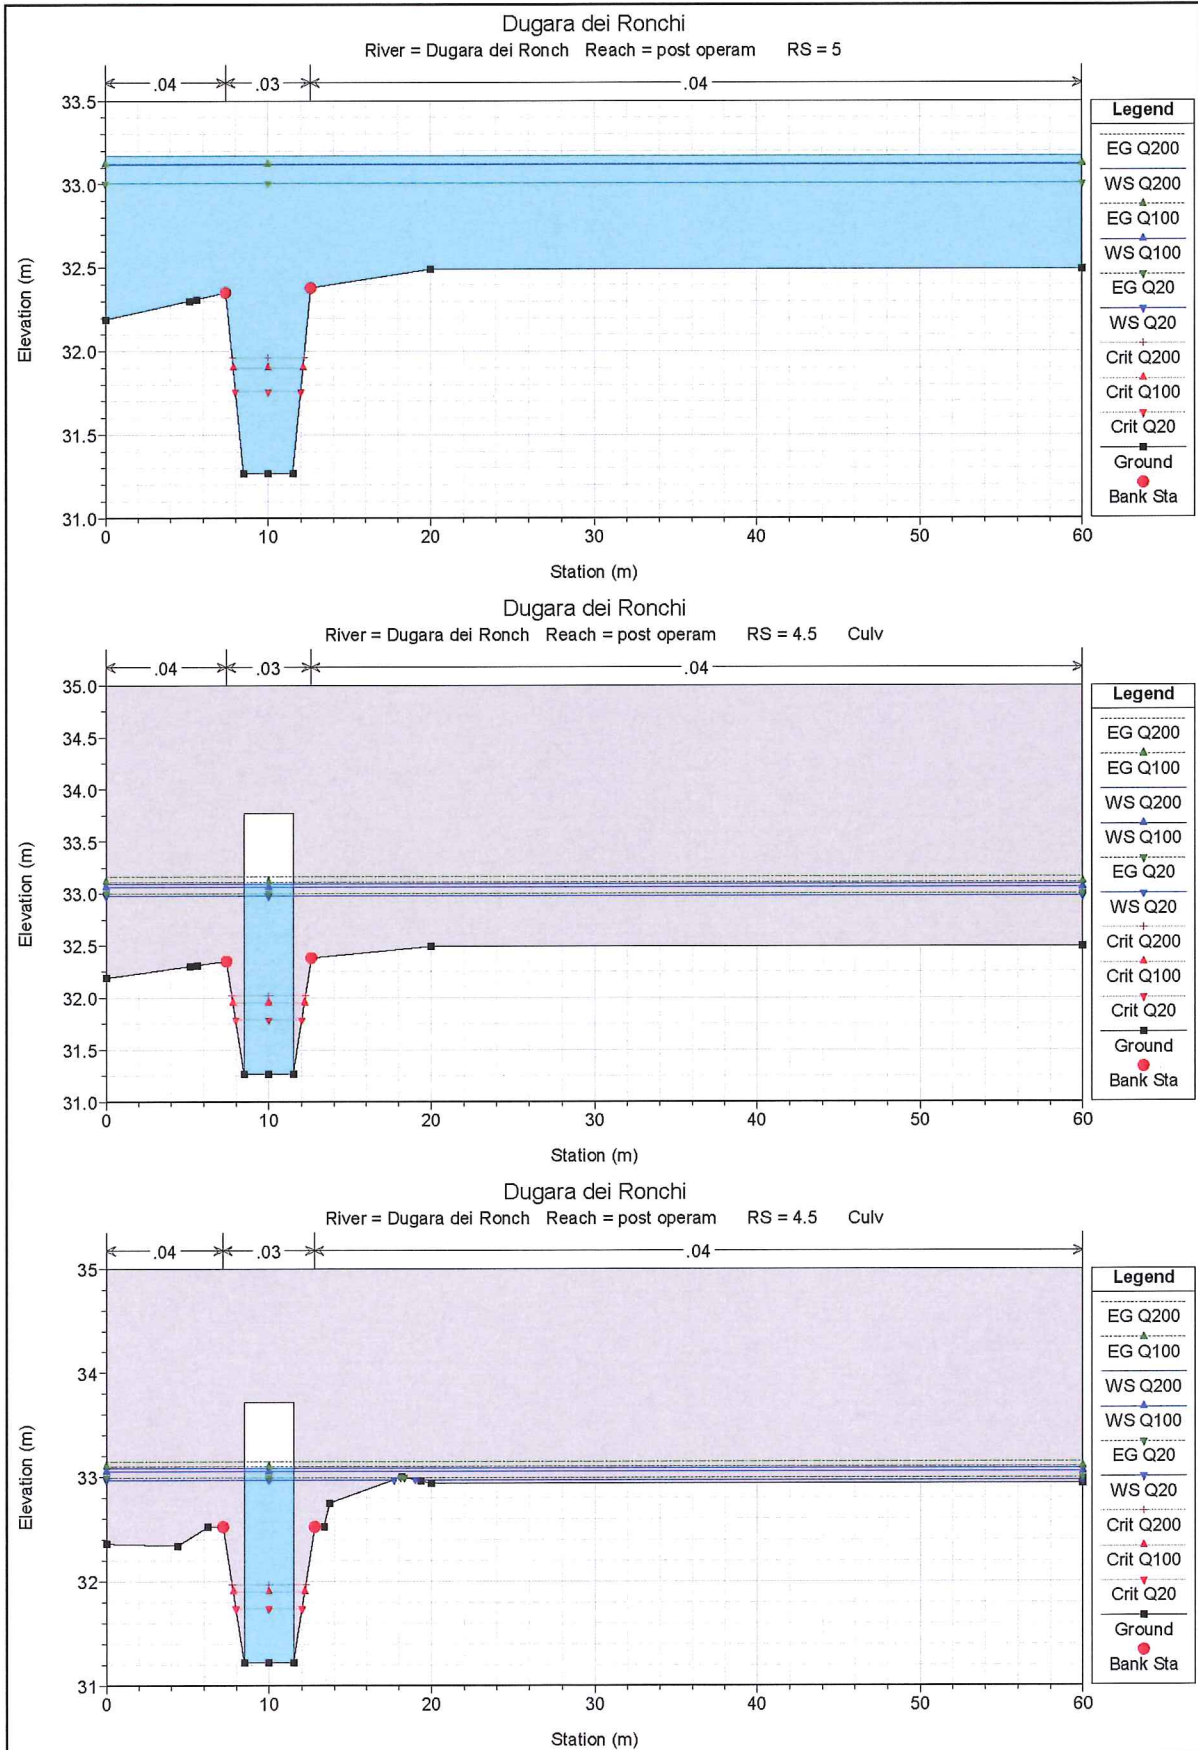 Dugara dei Ronchi
River = Dugara dei Ronch Reach = post operam RS = 5
.04 .03 .04
33.5
33.0
32.5
32.0
31.5
31.0
Elevation (m)
0 10 20 30 40 50 60
Station (m)
Legend
EG Q200
WS Q200
EG Q100
WS Q100
EG Q20
WS Q20
Crit Q200
Crit Q100
Crit Q20
Ground
Bank Sta
Dugara dei Ronchi
River = Dugara dei Ronch Reach = post operam RS = 4.5 Culv
.04 .03 .04
35.0
34.5
34.0
33.5
33.0
32.5
32.0
31.5
31.0
Elevation (m)
0 10 20 30 40 50 60
Station (m)
Legend
EG Q200
EG Q100
WS Q200
WS Q100
EG Q20
WS Q20
Crit Q200
Crit Q100
Crit Q20
Ground
Bank Sta
Dugara dei Ronchi
River = Dugara dei Ronch Reach = post operam RS = 4.5 Culv
.04 .03 .04
35
34
33
32
31
Elevation (m)
0 10 20 30 40 50 60
Station (m)
Legend
EG Q200
EG Q100
WS Q200
WS Q100
EG Q20
WS Q20
Crit Q200
Crit Q100
Crit Q20
Ground
Bank Sta